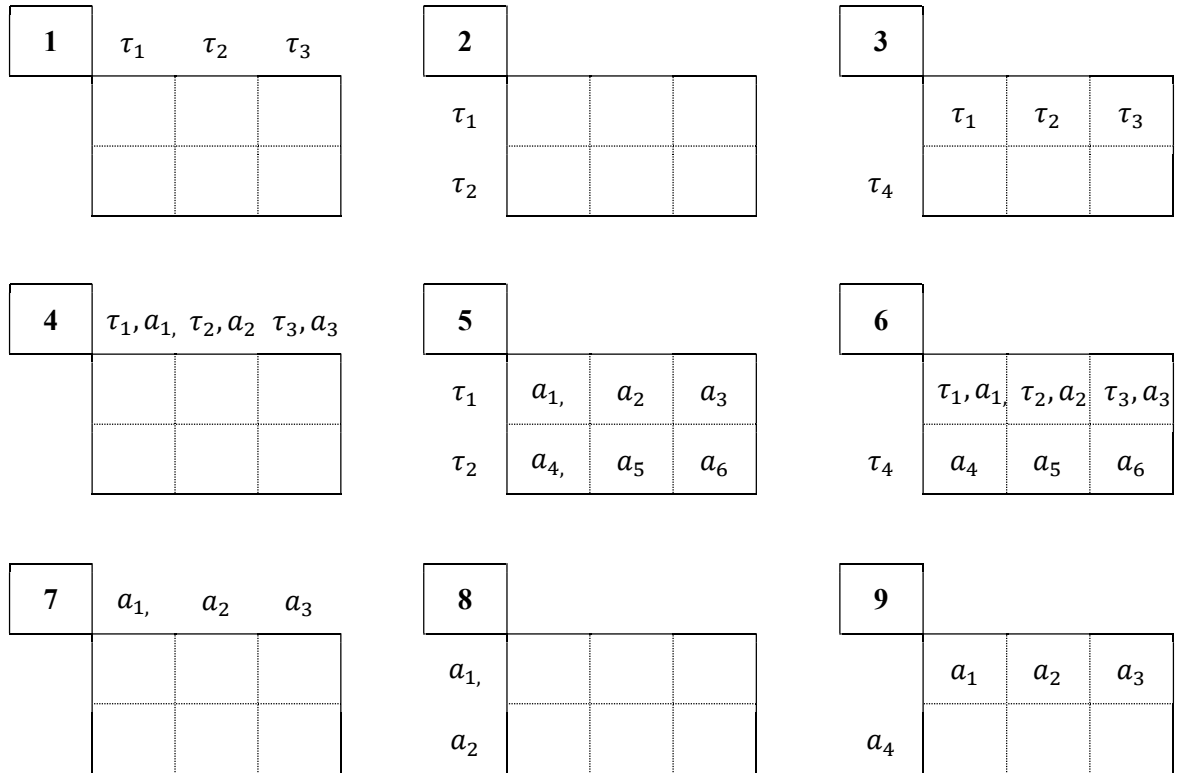 1 τ₁ τ₂ τ₃ 2 3
τ₁ τ₁ τ₂ τ₃
τ₂ τ₄
4 τ₁, a₁, τ₂, a₂ τ₃, a₃ 5 6
τ₁ a₁, a₂ a₃ τ₁, a₁, τ₂, a₂ τ₃, a₃
τ₂ a₄, a₅ a₆ τ₄ a₄ a₅ a₆
7 a₁, a₂ a₃ 8 9
a₁, a₁ a₂ a₃
a₂ a₄